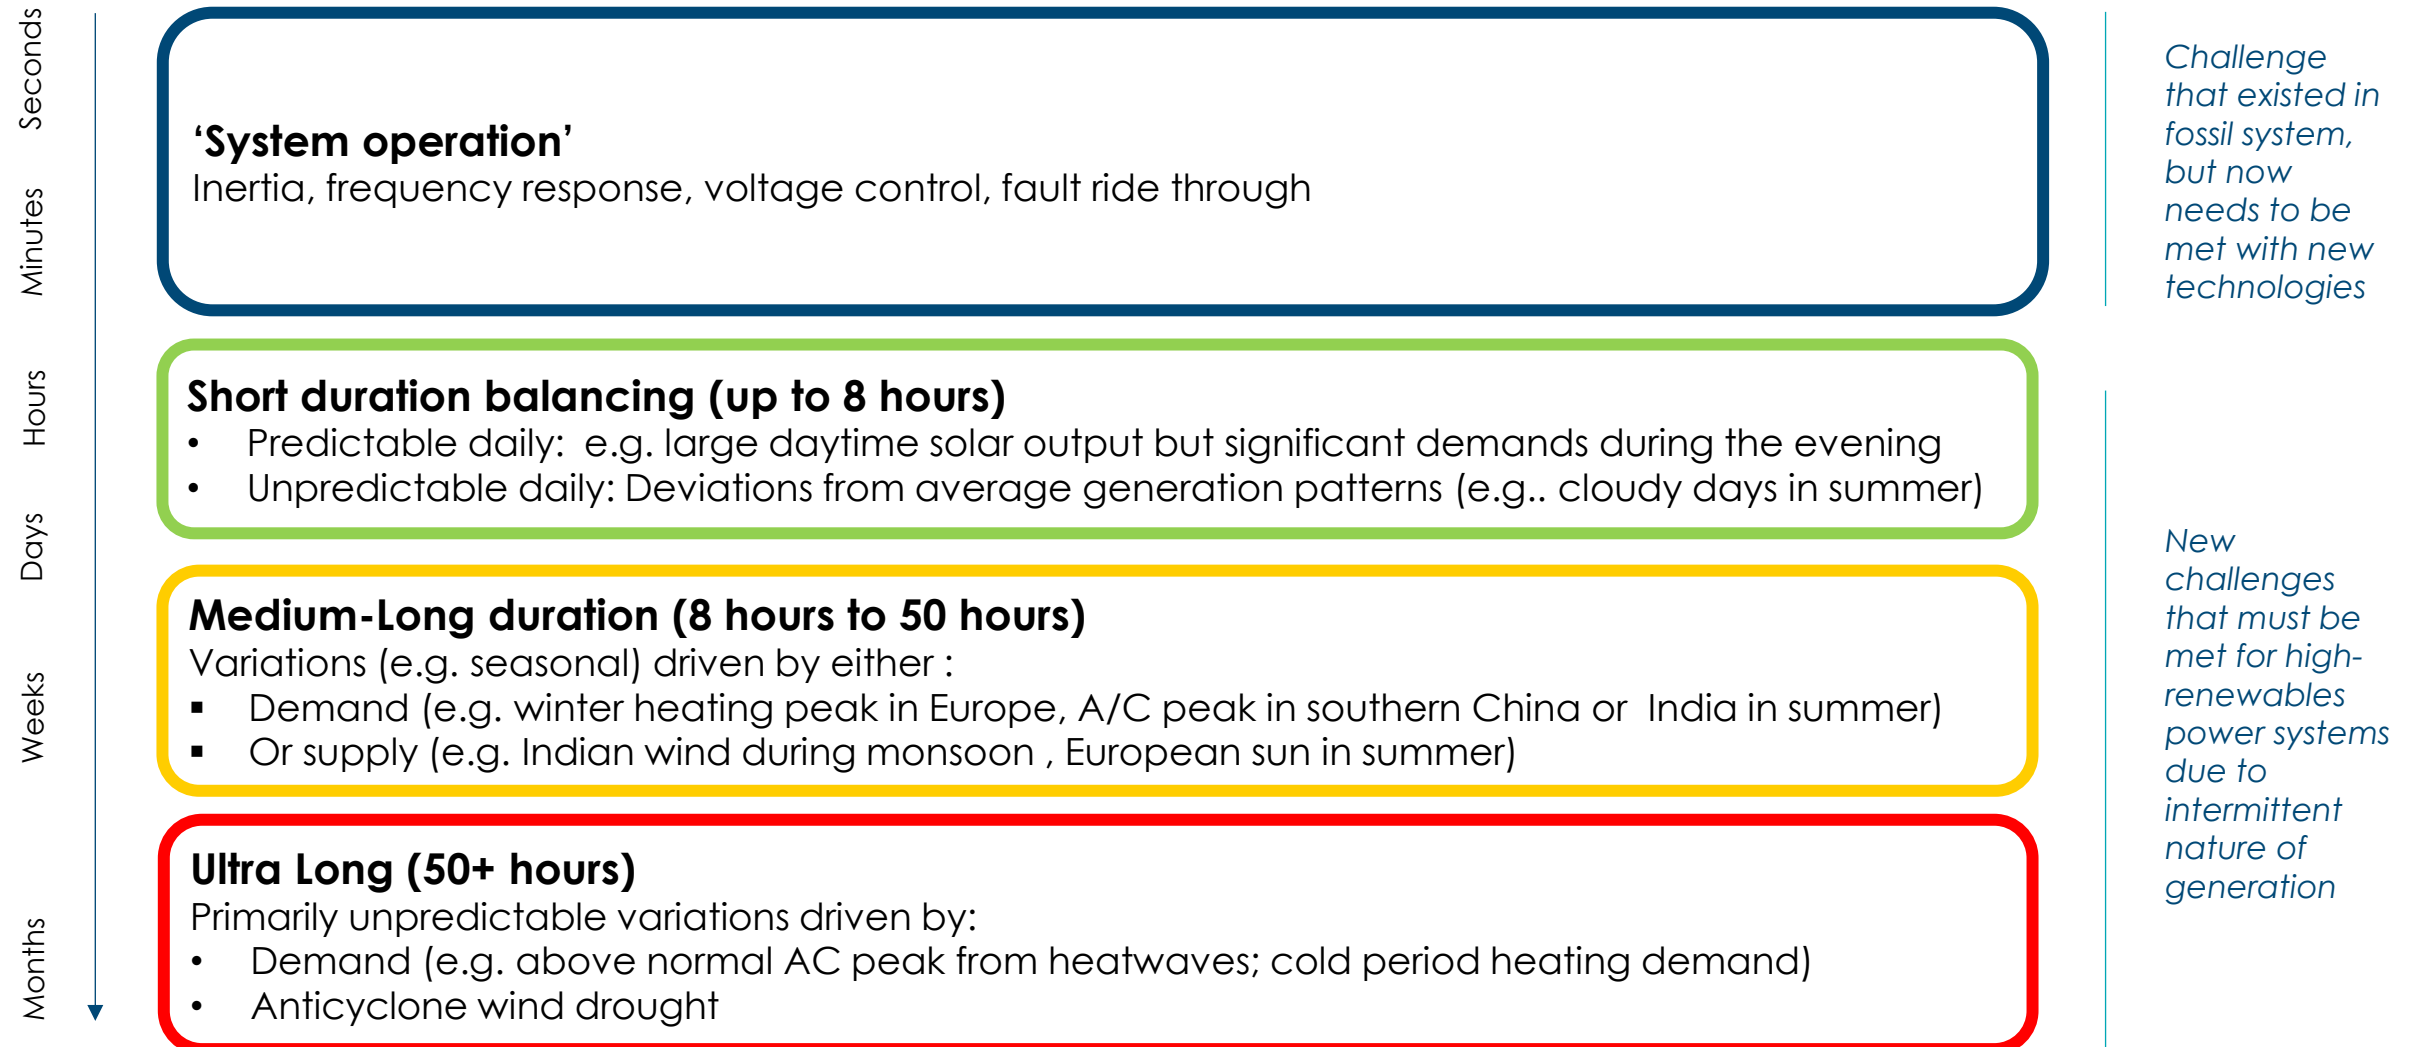 Seconds
Minutes
Hours
Days
Weeks
Months
‘System operation’
Inertia, frequency response, voltage control, fault ride through
Short duration balancing (up to 8 hours)
• Predictable daily:  e.g. large daytime solar output but significant demands during the evening
• Unpredictable daily: Deviations from average generation patterns (e.g.. cloudy days in summer)
Medium-Long duration (8 hours to 50 hours)
Variations (e.g. seasonal) driven by either :
▪ Demand (e.g. winter heating peak in Europe, A/C peak in southern China or  India in summer)
▪ Or supply (e.g. Indian wind during monsoon , European sun in summer)
Ultra Long (50+ hours)
Primarily unpredictable variations driven by:
• Demand (e.g. above normal AC peak from heatwaves; cold period heating demand)
• Anticyclone wind drought
Challenge
that existed in
fossil system,
but now
needs to be
met with new
technologies
New
challenges
that must be
met for high-
renewables
power systems
due to
intermittent
nature of
generation